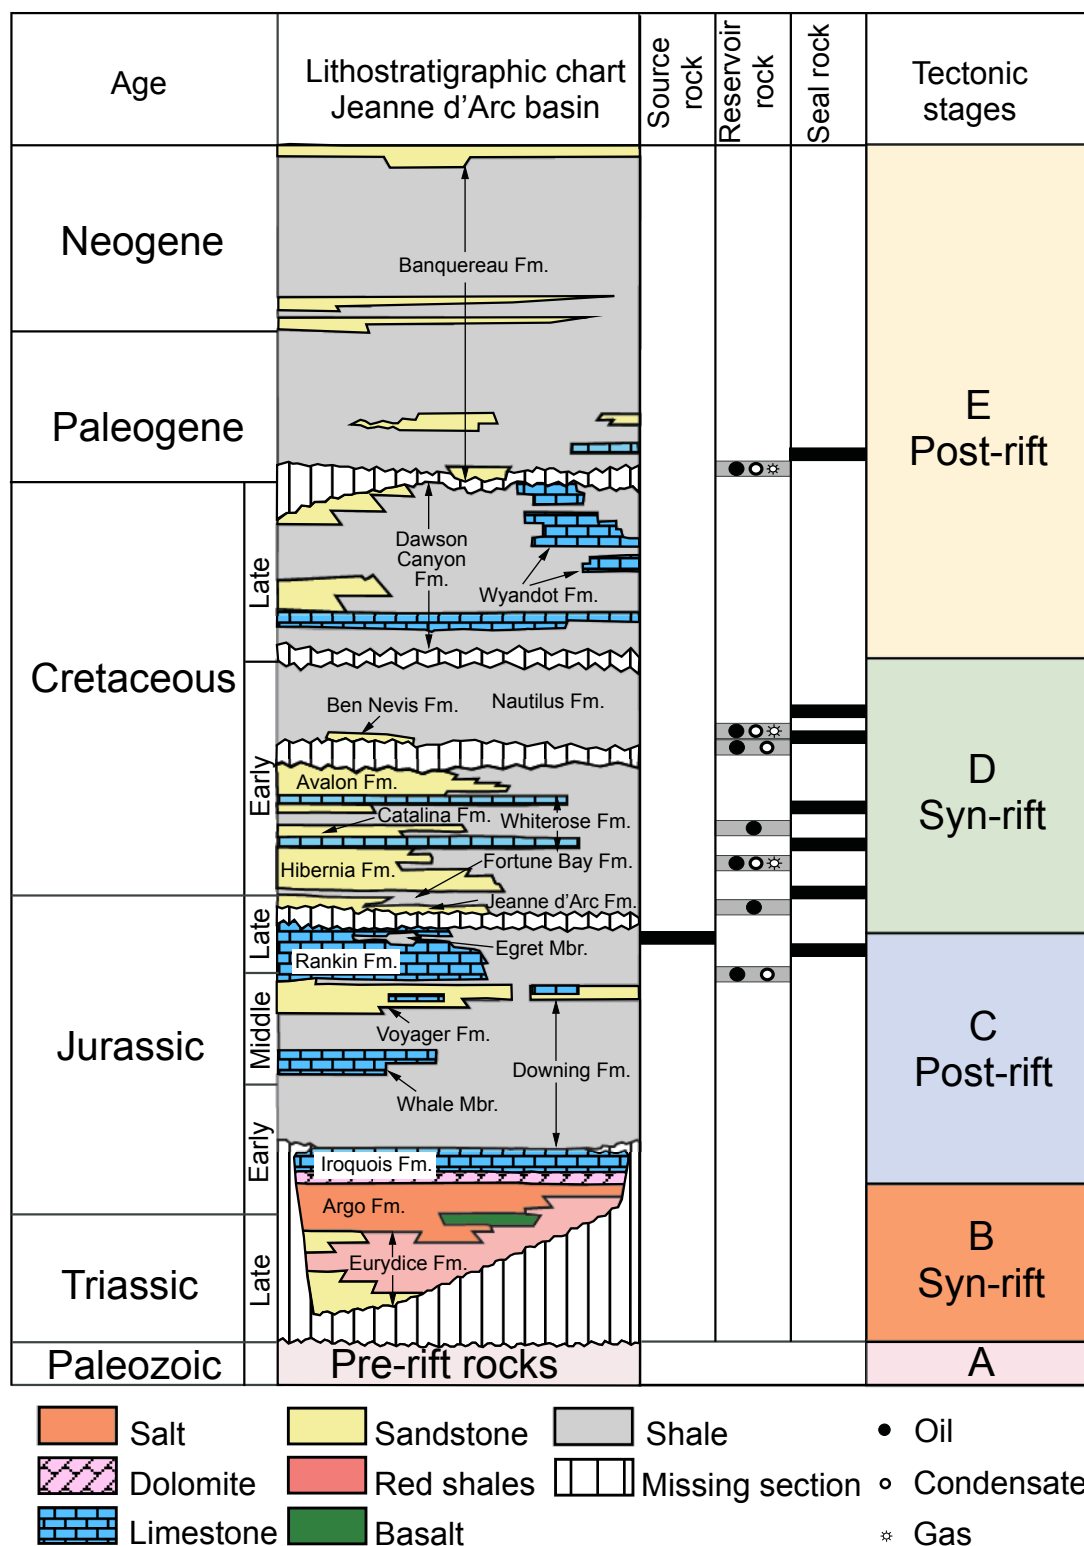 Age
Lithostratigraphic chart
Jeanne d'Arc basin
Source
rock
Reservoir
rock
Seal rock
Tectonic
stages
Neogene
Banquereau Fm.
Paleogene
E
Post-rift
Cretaceous
Late
Dawson
Canyon
Fm.
Wyandot Fm.
Early
Ben Nevis Fm.
Nautilus Fm.
Avalon Fm.
Catalina Fm.
Whiterose Fm.
Hibernia Fm.
Fortune Bay Fm.
D
Syn-rift
Jurassic
Late
Jeanne d'Arc Fm.
Egret Mbr.
Rankin Fm.
Middle
Voyager Fm.
Downing Fm.
Whale Mbr.
C
Post-rift
Early
Iroquois Fm.
Argo Fm.
Triassic
Late
Eurydice Fm.
B
Syn-rift
Paleozoic
Pre-rift rocks
A
Salt
Sandstone
Shale
Oil
Dolomite
Red shales
Missing section
Condensate
Limestone
Basalt
Gas